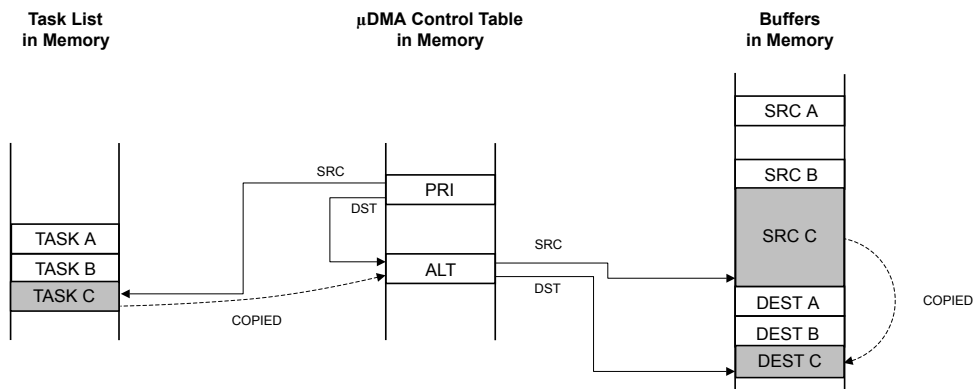 Task List
in Memory
µDMA Control Table
in Memory
Buffers
in Memory
SRC A
SRC B
SRC C
DEST A
DEST B
DEST C
TASK A
TASK B
TASK C
SRC
PRI
DST
ALT
SRC
DST
COPIED
COPIED